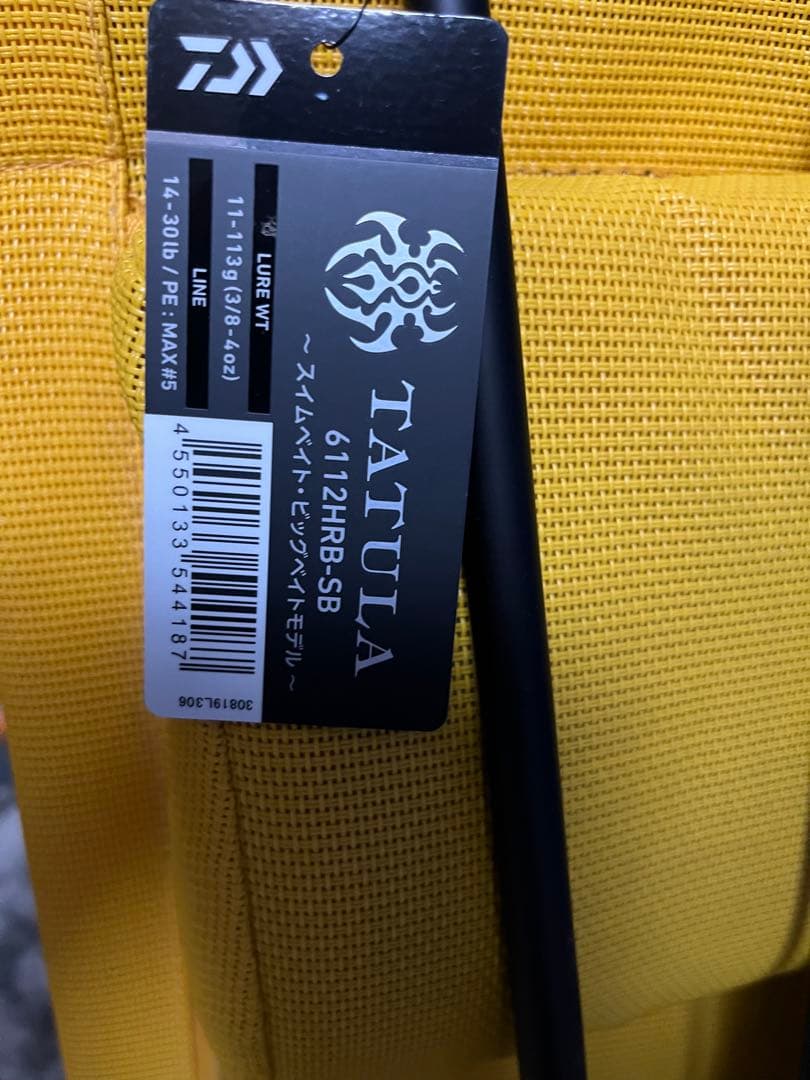 TATULA
6112HRB-SB
~ スイムベイト・ビッグベイトモデル ~
LURE WT
11-113g (3/8-4oz)
LINE
14-30lb / PE : MAX#5
4 550133 544187
30819L306